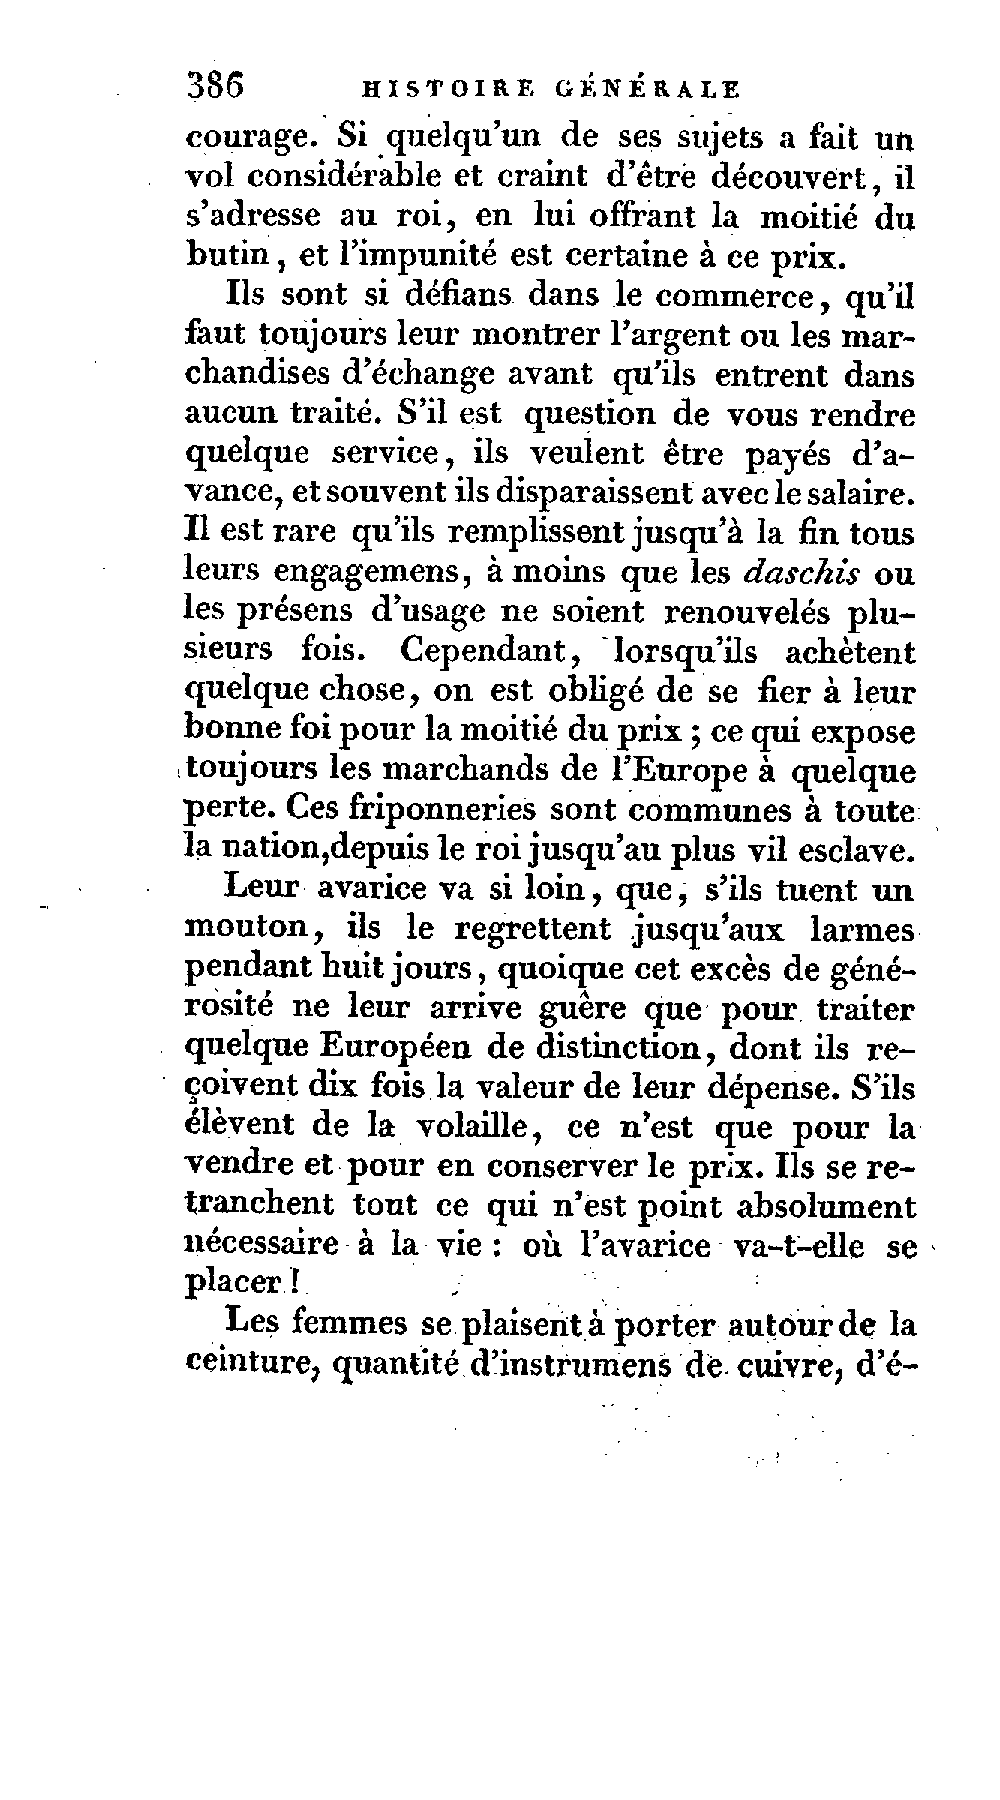 386 HISTOIRE GÉNÉRALE
courage. Si quelqu'un de ses sujets a fait un
vol considérable et craint d'être découvert, il
s'adresse au roi, en lui offrant la moitié du
butin, et l'impunité est certaine à ce prix.
Ils sont si défians dans le commerce, qu'il
faut toujours leur montrer l'argent ou les mar-
chandises d'échange avant qu'ils entrent dans
aucun traité. S'il est question de vous rendre
quelque service, ils veulent être payés d'a-
vance, et souvent ils disparaissent avec le salaire.
Il est rare qu'ils remplissent jusqu'à la fin tous
leurs engagemens, à moins que les daschis ou
les présens d'usage ne soient renouvelés plu-
sieurs fois. Cependant, lorsqu'ils achètent
quelque chose, on est obligé de se fier à leur
bonne foi pour la moitié du prix ; ce qui expose
toujours les marchands de l'Europe à quelque
perte. Ces friponneries sont communes à toute
la nation,depuis le roi jusqu'au plus vil esclave.
Leur avarice va si loin, que, s'ils tuent un
mouton, ils le regrettent jusqu'aux larmes
pendant huit jours, quoique cet excès de géné-
rosité ne leur arrive guère que pour traiter
quelque Européen de distinction, dont ils re-
çoivent dix fois la valeur de leur dépense. S'ils
élèvent de la volaille, ce n'est que pour la
vendre et pour en conserver le prix. Ils se re-
tranchent tout ce qui n'est point absolument
nécessaire à la vie : où l'avarice va-t-elle se
placer !
Les femmes se plaisent à porter autour de la
ceinture, quantité d'instrumens de cuivre, d'é-